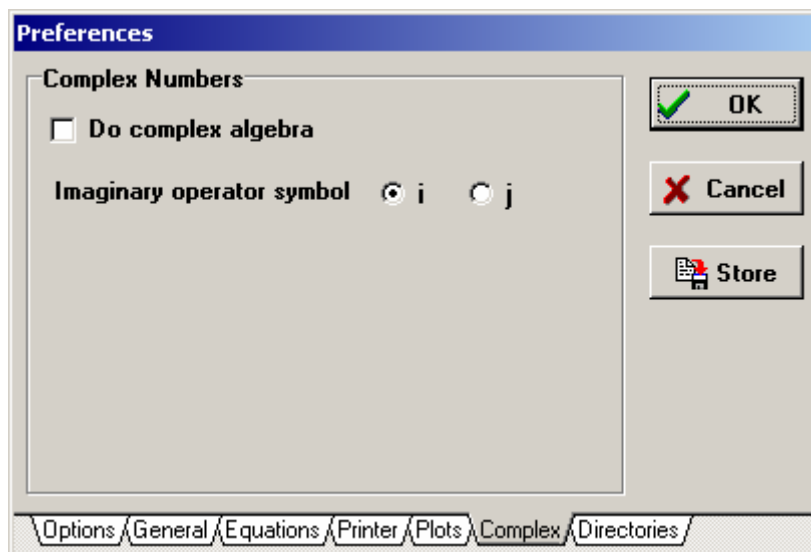 Preferences
Complex Numbers
Do complex algebra
Imaginary operator symbol i j
OK
Cancel
Store
Options General Equations Printer Plots Complex Directories